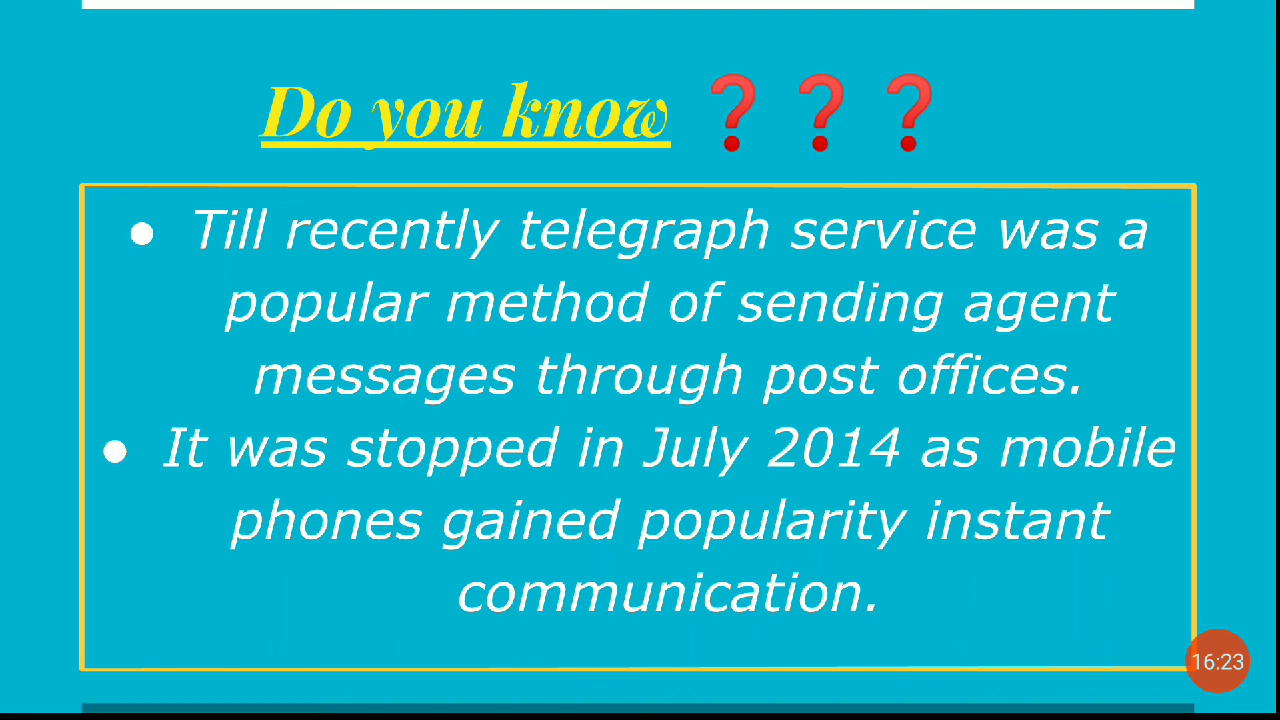 Do you know ❓❓❓
● Till recently telegraph service was a
popular method of sending agent
messages through post offices.
● It was stopped in July 2014 as mobile
phones gained popularity instant
communication.
16:23